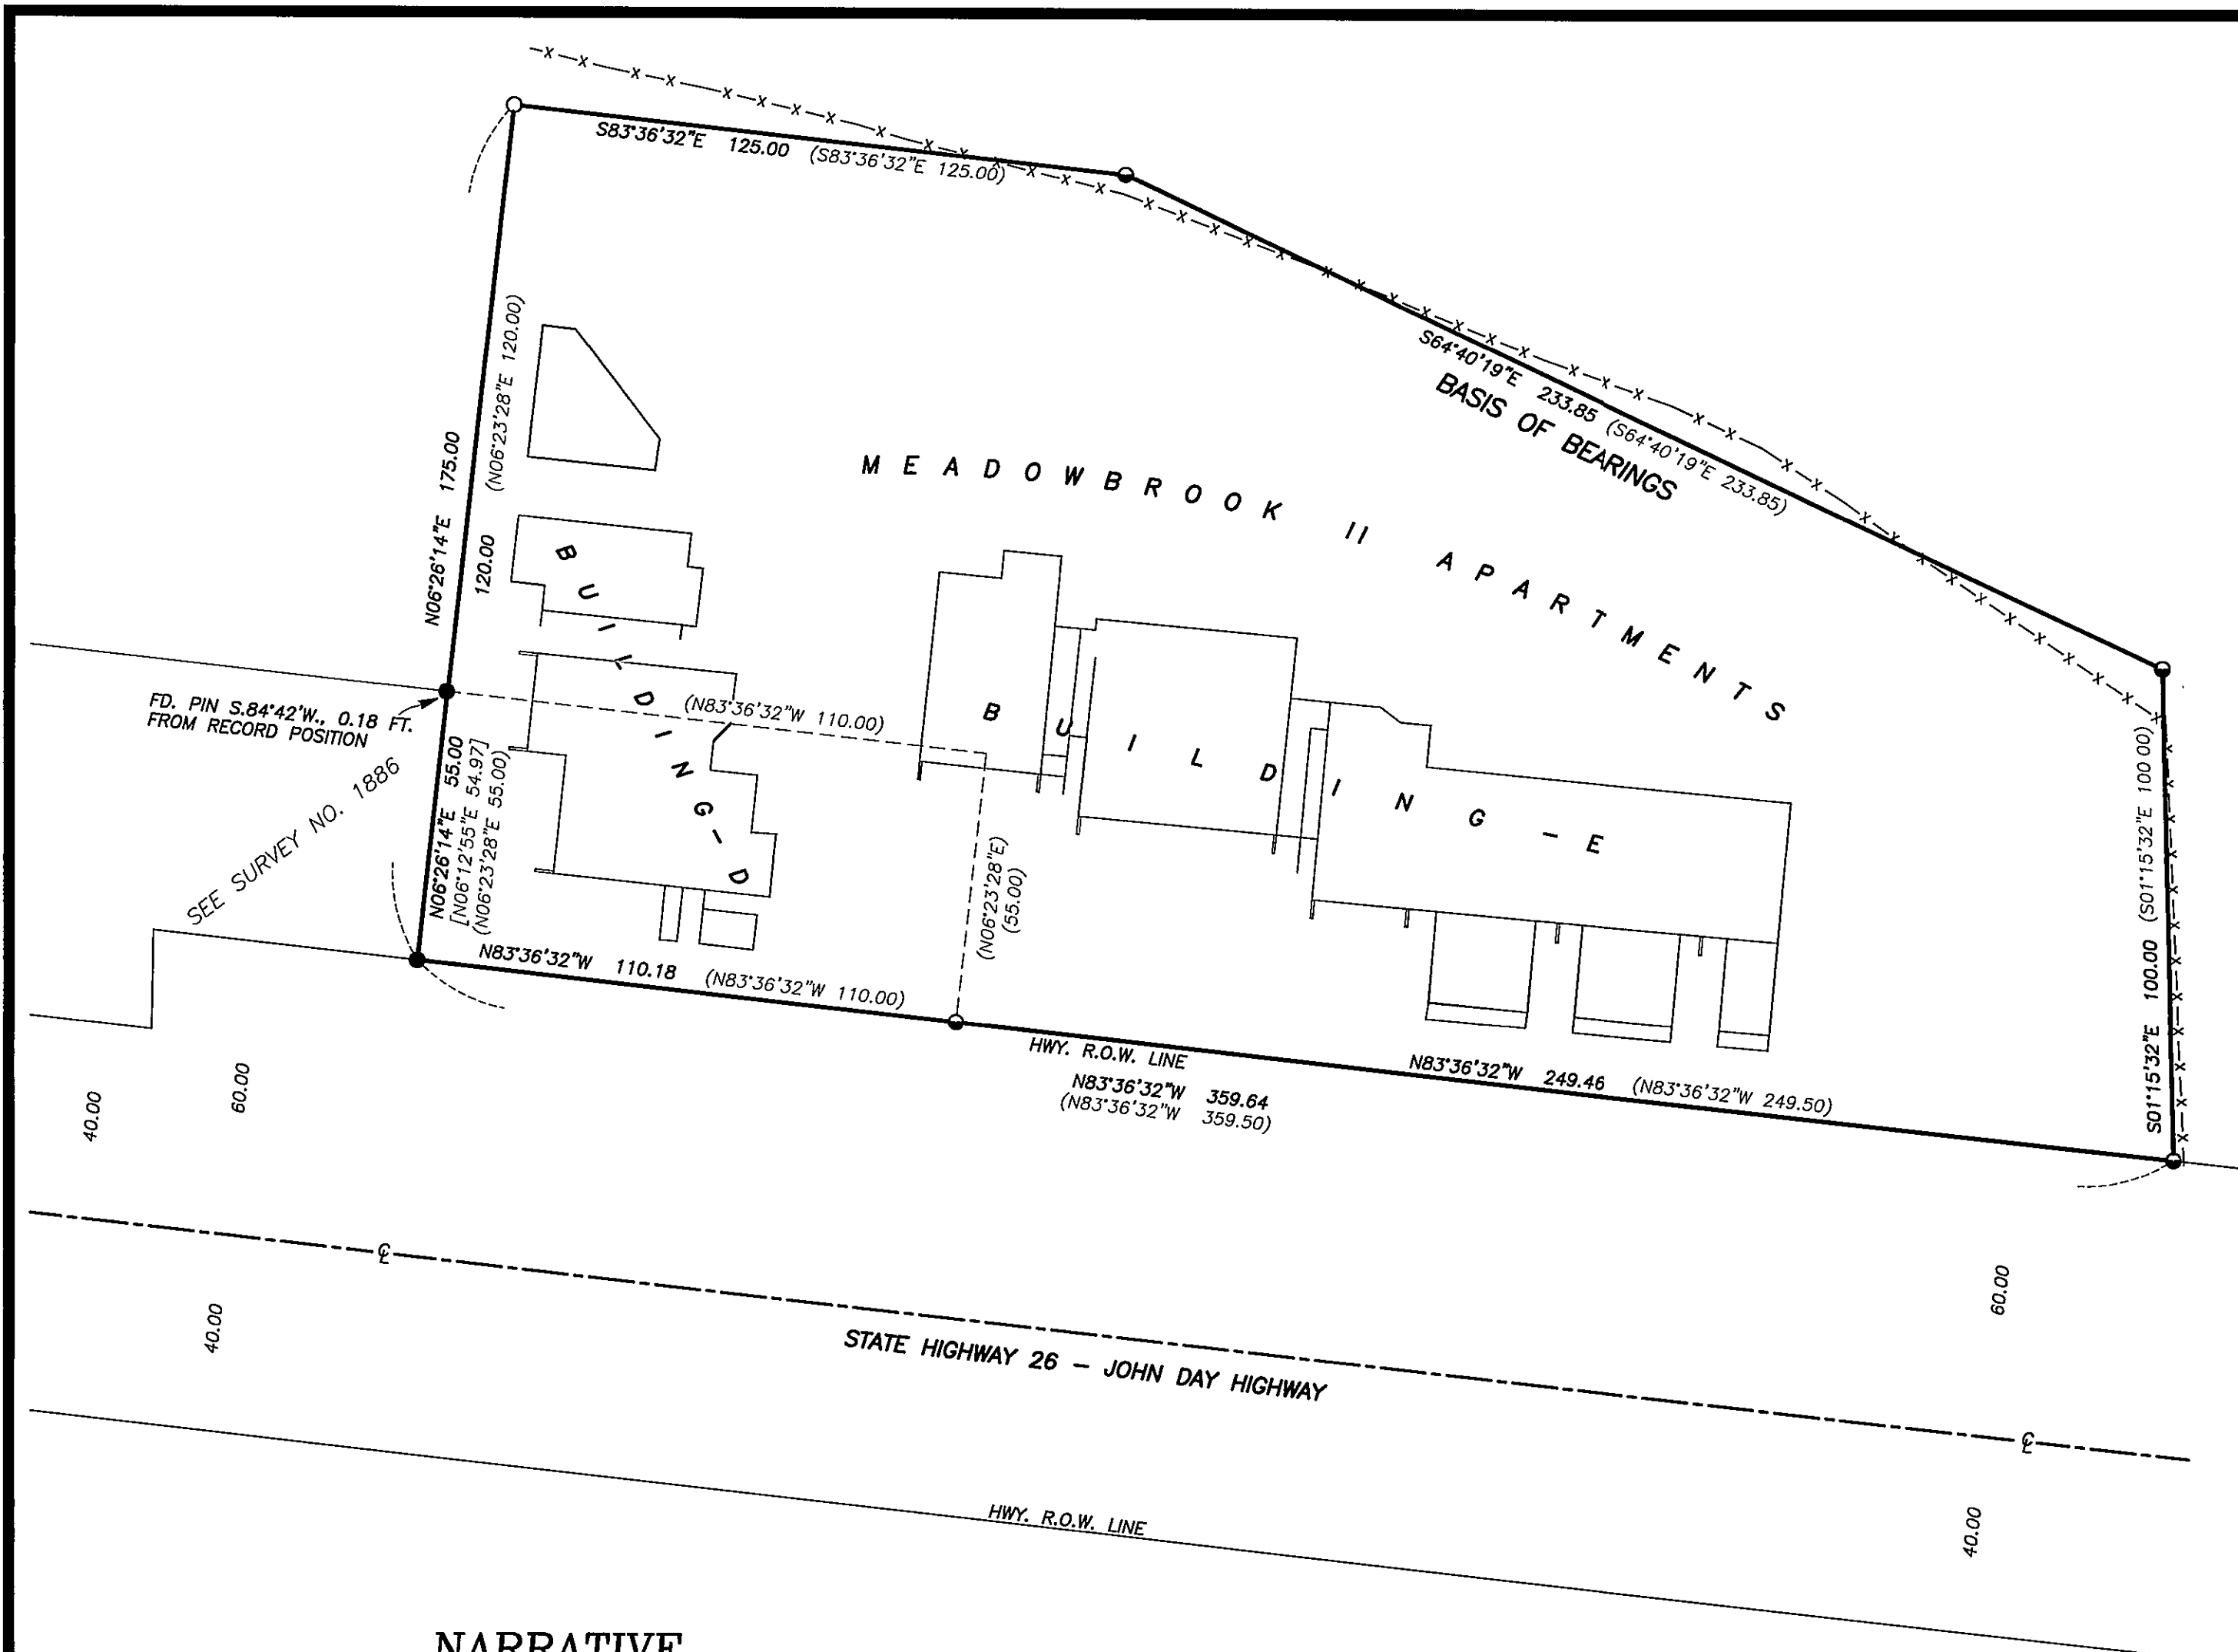 S83°36'32"E 125.00 (S83°36'32"E 125.00)
S64°40'19"E 233.85 (S64°40'19"E 233.85)
BASIS OF BEARINGS
N06°26'14"E 175.00
(N06°23'28"E 120.00)
120.00
MEADOWBROOK II APARTMENTS
BUILDING-D
BUILDING-E
(N83°36'32"W 110.00)
FD. PIN S.84°42'W., 0.18 FT.
FROM RECORD POSITION
SEE SURVEY NO. 1886
N06°26'14"E 55.00
[N06°12'55"E 54.97]
(N06°23'28"E 55.00)
(N06°23'28"E)
(55.00)
S01°15'32"E 100.00 (S01°15'32"E 100.00)
N83°36'32"W 110.18 (N83°36'32"W 110.00)
HWY. R.O.W. LINE
N83°36'32"W 359.64
(N83°36'32"W 359.50)
N83°36'32"W 249.46 (N83°36'32"W 249.50)
40.00
60.00
60.00
40.00
STATE HIGHWAY 26 – JOHN DAY HIGHWAY
40.00
HWY. R.O.W. LINE
NARRATIVE